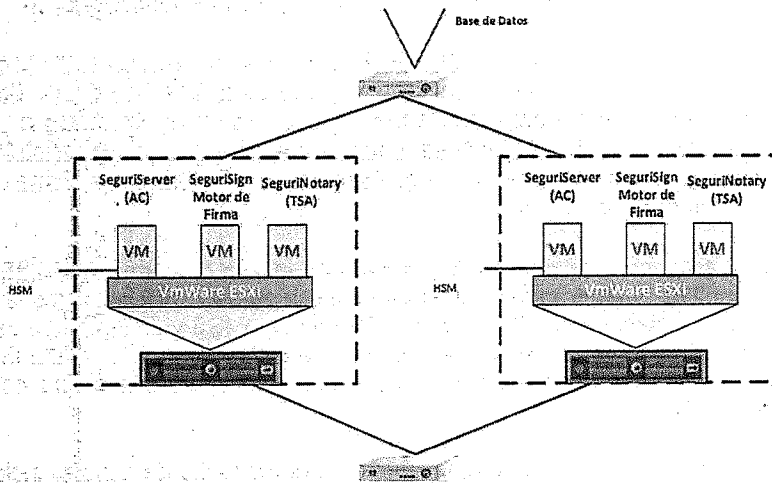 Base de Datos
SeguriServer
(AC)
SeguriSign
Motor de
Firma
SeguriNotary
(TSA)
VM
VM
VM
HSM
VmWare ESXI
SeguriServer
(AC)
SeguriSign
Motor de
Firma
SeguriNotary
(TSA)
VM
VM
VM
HSM
VmWare ESXI